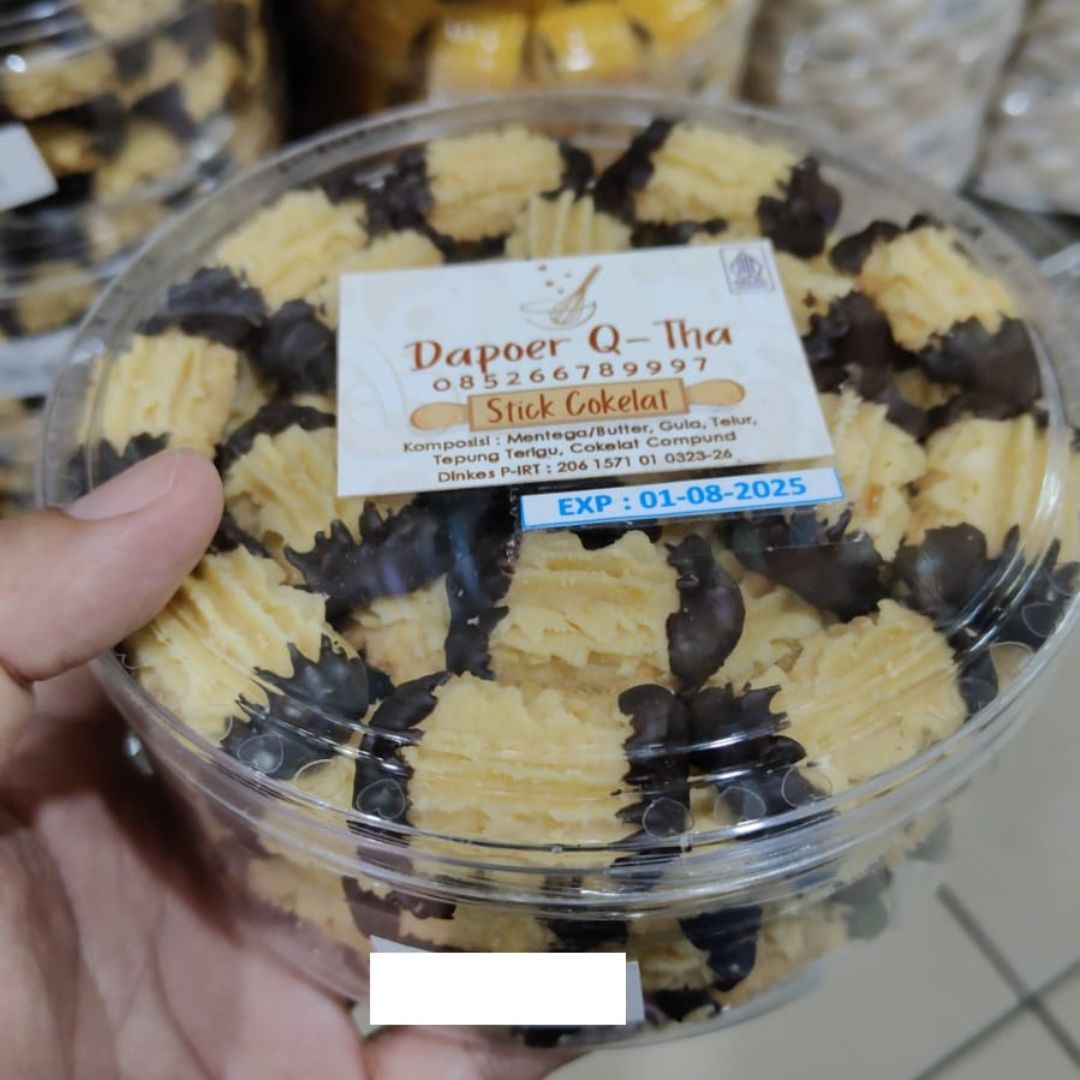 Dapoer Q-Tha
085266789997
Stick Cokelat
Komposisi : Mentega/Butter, Gula, Telur,
Tepung Terigu, Cokelat Compund
Dinkes P-IRT : 206 1571 01 0323-26
EXP : 01-08-2025